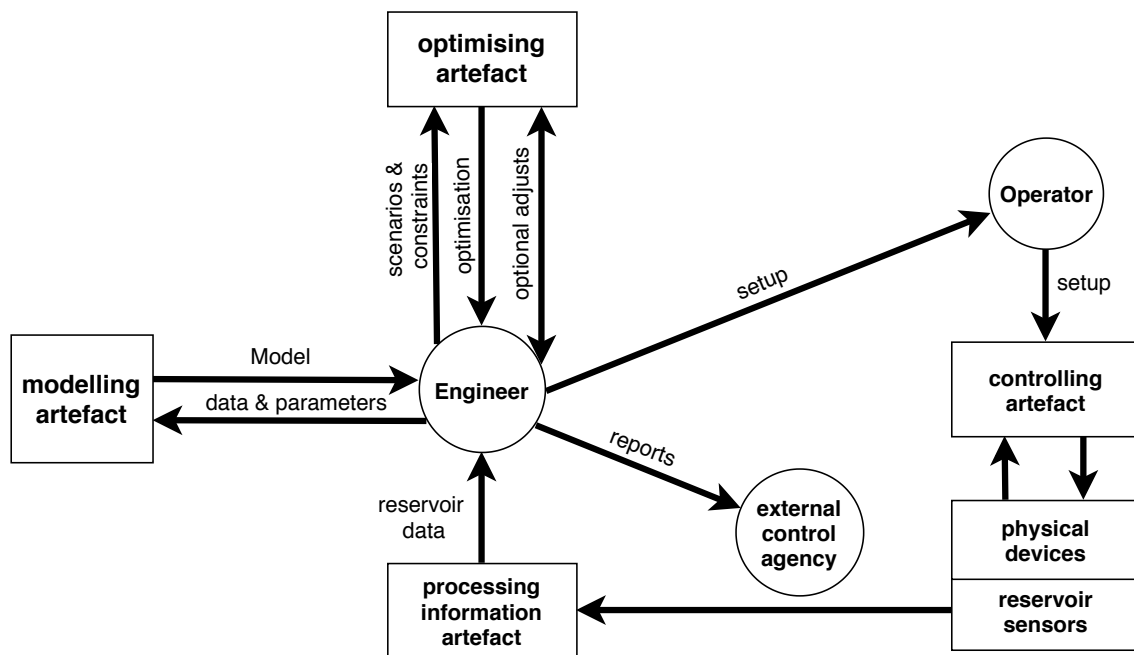 optimising
artefact
scenarios &
constraints
optimisation
optional adjusts
Operator
setup
setup
Model
modelling
artefact
data & parameters
Engineer
controlling
artefact
reports
reservoir
data
external
control
agency
physical
devices
processing
information
artefact
reservoir
sensors